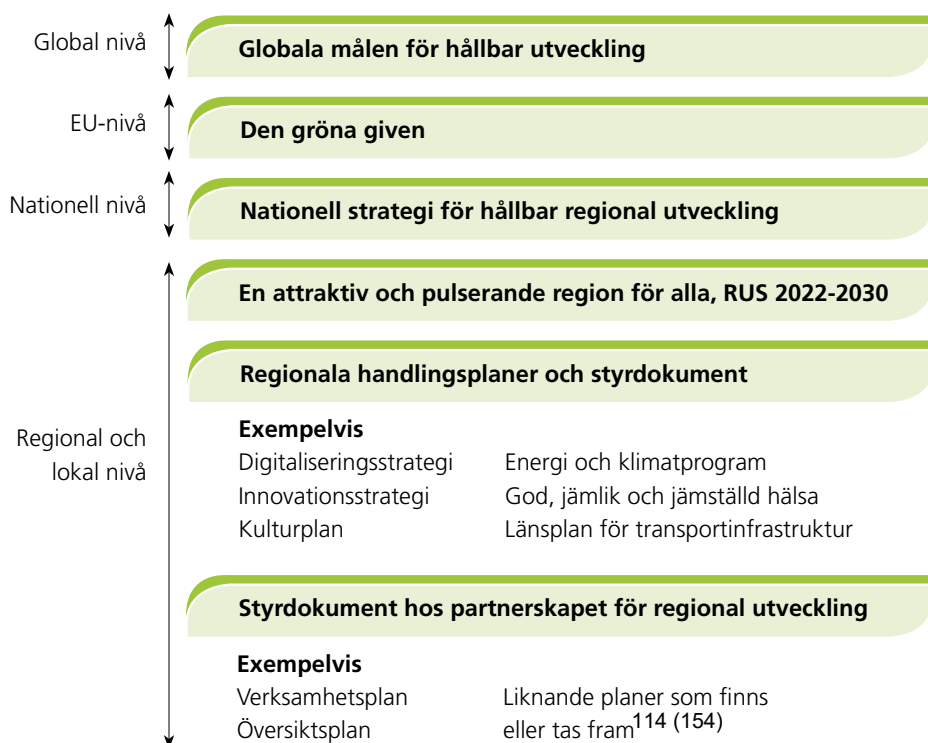 Global nivå
Globala målen för hållbar utveckling
EU-nivå
Den gröna given
Nationell nivå
Nationell strategi för hållbar regional utveckling
Regional och
lokal nivå
En attraktiv och pulserande region för alla, RUS 2022-2030
Regionala handlingsplaner och styrdokument
Exempelvis
Digitaliseringsstrategi Energi och klimatprogram
Innovationsstrategi God, jämlik och jämställd hälsa
Kulturplan Länsplan för transportinfrastruktur
Styrdokument hos partnerskapet för regional utveckling
Exempelvis
Verksamhetsplan Liknande planer som finns
Översiktsplan eller tas fram 114 (154)